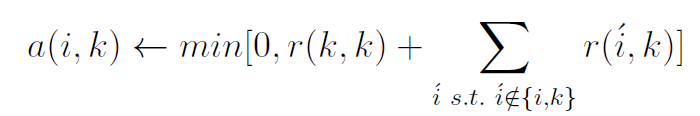 a(i, k) ← min[0, r(k, k) + ∑ r(í, k)]
í s.t. í∉{i,k}